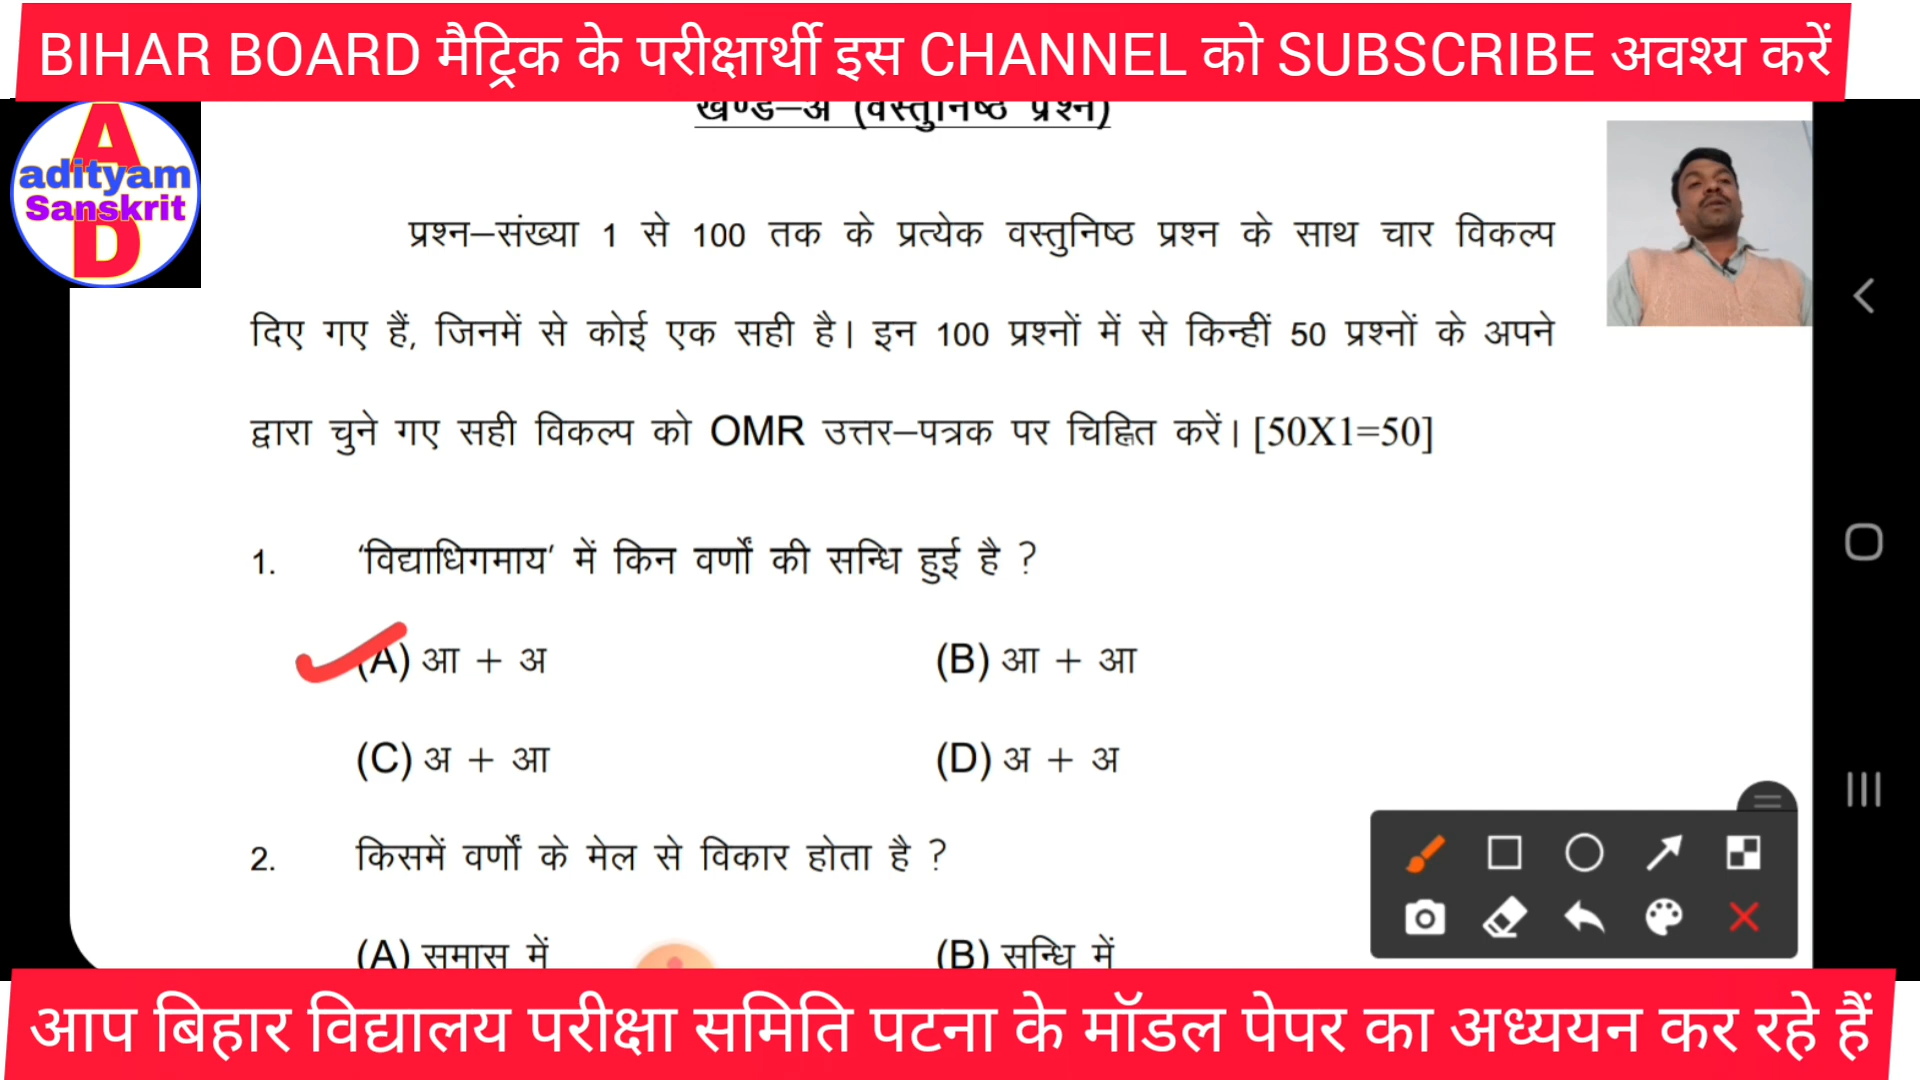 BIHAR BOARD मैट्रिक के परीक्षार्थी इस CHANNEL को SUBSCRIBE अवश्य करें
A
adityam
Sanskrit
D
खण्ड–अ (वस्तुनिष्ठ प्रश्न)
प्रश्न–संख्या 1 से 100 तक के प्रत्येक वस्तुनिष्ठ प्रश्न के साथ चार विकल्प
दिए गए हैं, जिनमें से कोई एक सही है। इन 100 प्रश्नों में से किन्हीं 50 प्रश्नों के अपने
द्वारा चुने गए सही विकल्प को OMR उत्तर–पत्रक पर चिह्नित करें। [50X1=50]
1. 'विद्याधिगमाय' में किन वर्णों की सन्धि हुई है ?
(A) आ + अ (B) आ + आ
(C) अ + आ (D) अ + अ
2. किसमें वर्णों के मेल से विकार होता है ?
(A) समास में (B) सन्धि में
आप बिहार विद्यालय परीक्षा समिति पटना के मॉडल पेपर का अध्ययन कर रहे हैं